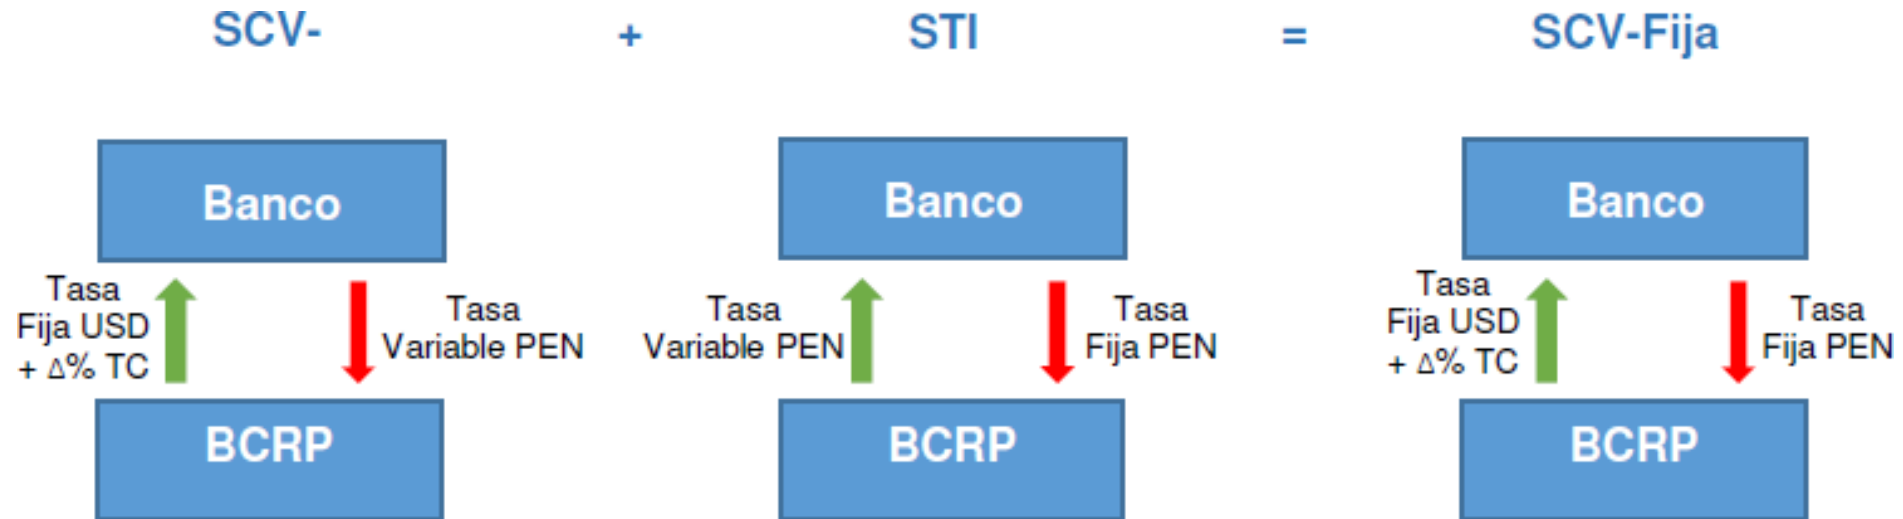 SCV- + STI = SCV-Fija
Banco Banco Banco
Tasa
Fija USD
+ Δ% TC
Tasa
Variable PEN
Tasa
Variable PEN
Tasa
Fija PEN
Tasa
Fija USD
+ Δ% TC
Tasa
Fija PEN
BCRP BCRP BCRP